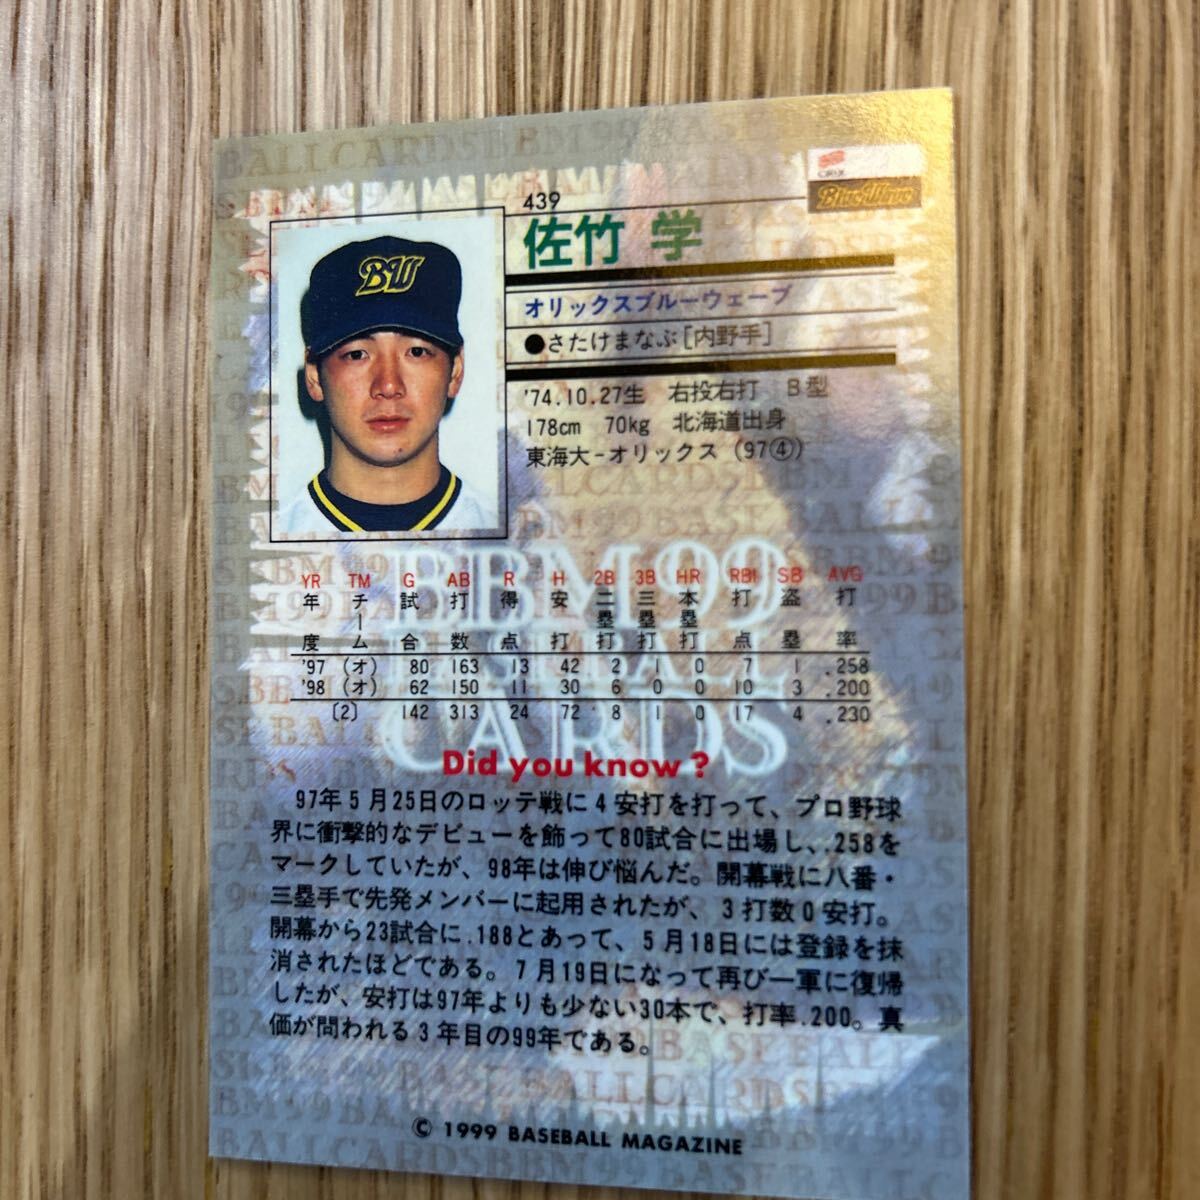 BlueWave
439
佐竹 学
オリックスブルーウェーブ
●さたけまなぶ[内野手]
'74.10.27生 右投右打 B型
178cm 70kg 北海道出身
東海大-オリックス (97④)
BW
BBM99
BASEBALL
CARDS
YR TM G AB R H 2B 3B HR RBI SB AVG
年度 チーム 試合 打数 得点 安打 二塁打 三塁打 本塁打 打点 盗塁 打率
'97 (オ) 80 163 13 42 2 1 0 7 1 .258
'98 (オ) 62 150 11 30 6 0 0 10 3 .200
〔2〕 142 313 24 72 8 1 0 17 4 .230
Did you know ?
97年5月25日のロッテ戦に4安打を打って、プロ野球
界に衝撃的なデビューを飾って80試合に出場し、.258を
マークしていたが、98年は伸び悩んだ。開幕戦に八番・
三塁手で先発メンバーに起用されたが、3打数0安打。
開幕から23試合に.188とあって、5月18日には登録を抹
消されたほどである。7月19日になって再び一軍に復帰
したが、安打は97年よりも少ない30本で、打率.200。真
価が問われる3年目の99年である。
© 1999 BASEBALL MAGAZINE